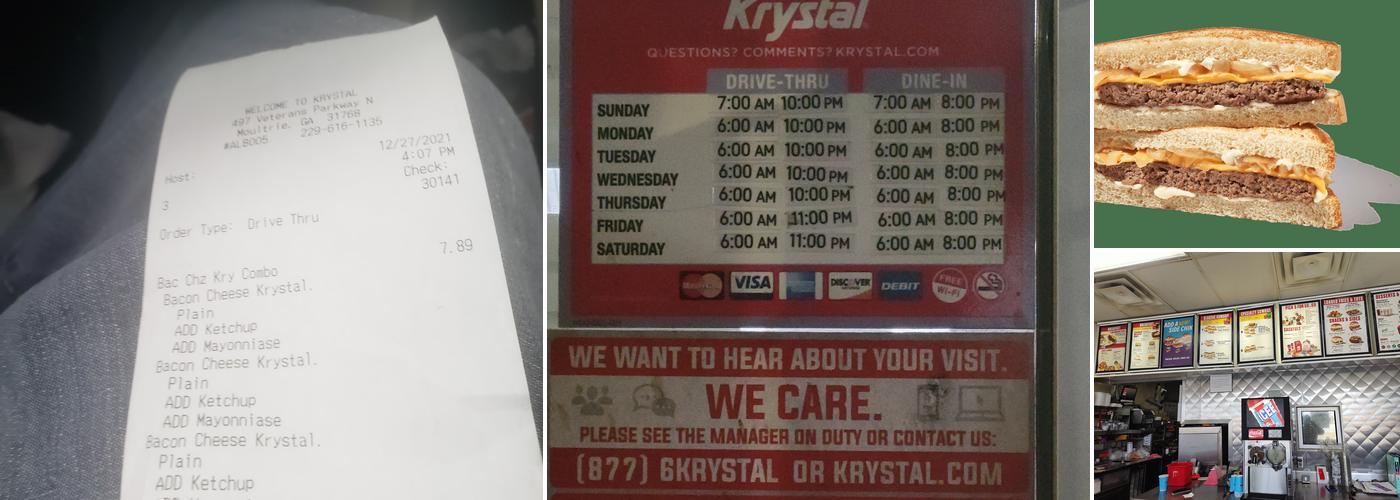 WELCOME TO KRYSTAL
497 Veterans Parkway N
Moultrie, GA 31768
#ALB005 229-616-1135
12/27/2021
4:07 PM
Host:
Check:
3
30141
Order Type: Drive Thru
7.89
Bac Chz Kry Combo
Bacon Cheese Krystal.
Plain
ADD Ketchup
ADD Mayonniase
Bacon Cheese Krystal.
Plain
ADD Ketchup
ADD Mayonniase
Bacon Cheese Krystal.
Plain
ADD Ketchup
Krystal
QUESTIONS? COMMENTS? KRYSTAL.COM
DRIVE-THRU DINE-IN
SUNDAY 7:00 AM 10:00 PM 7:00 AM 8:00 PM
MONDAY 6:00 AM 10:00 PM 6:00 AM 8:00 PM
TUESDAY 6:00 AM 10:00 PM 6:00 AM 8:00 PM
WEDNESDAY 6:00 AM 10:00 PM 6:00 AM 8:00 PM
THURSDAY 6:00 AM 10:00 PM 6:00 AM 8:00 PM
FRIDAY 6:00 AM 11:00 PM 6:00 AM 8:00 PM
SATURDAY 6:00 AM 11:00 PM 6:00 AM 8:00 PM
MasterCard VISA DISCOVER DEBIT FREE Wi-Fi
WE WANT TO HEAR ABOUT YOUR VISIT.
WE CARE.
PLEASE SEE THE MANAGER ON DUTY OR CONTACT US:
(877) 6KRYSTAL OR KRYSTAL.COM
ADD A
SIDE CHIK
SNACKS & SIDES
ICEE